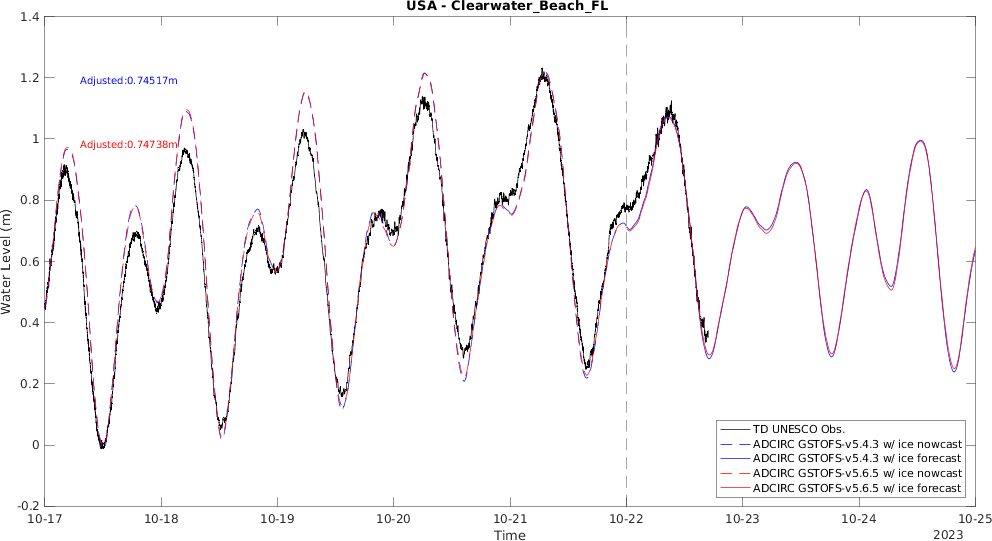 USA - Clearwater_Beach_FL
1.4
1.2
1
0.8
0.6
0.4
0.2
0
-0.2
Water Level (m)
Adjusted:0.74517m
Adjusted:0.74738m
TD UNESCO Obs.
ADCIRC GSTOFS-v5.4.3 w/ ice nowcast
ADCIRC GSTOFS-v5.4.3 w/ ice forecast
ADCIRC GSTOFS-v5.6.5 w/ ice nowcast
ADCIRC GSTOFS-v5.6.5 w/ ice forecast
10-17 10-18 10-19 10-20 10-21 10-22 10-23 10-24 10-25
Time
2023